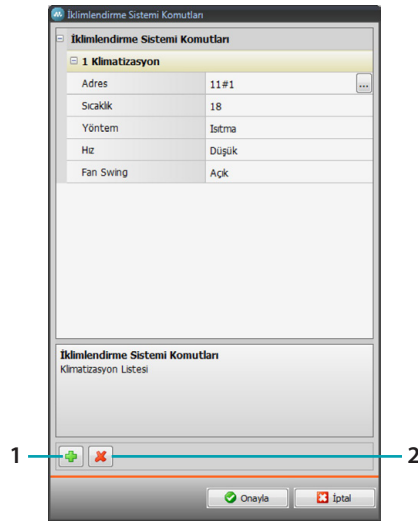 İklimlendirme Sistemi Komutları
İklimlendirme Sistemi Komutları
1 Klimatizasyon
Adres 11#1 ...
Sıcaklık 18
Yöntem Isıtma
Hız Düşük
Fan Swing Açık
İklimlendirme Sistemi Komutları
Klimatizasyon Listesi
1 2
Onayla İptal